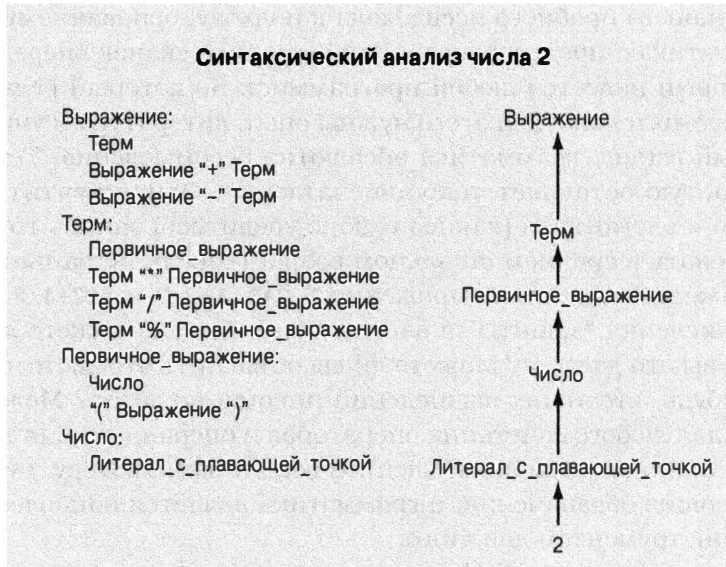 Синтаксический анализ числа 2
Выражение:
Терм
Выражение “+” Терм
Выражение “–” Терм
Терм:
Первичное_выражение
Терм “*” Первичное_выражение
Терм “/” Первичное_выражение
Терм “%” Первичное_выражение
Первичное_выражение:
Число
“(” Выражение “)”
Число:
Литерал_с_плавающей_точкой
Выражение
Терм
Первичное_выражение
Число
Литерал_с_плавающей_точкой
2